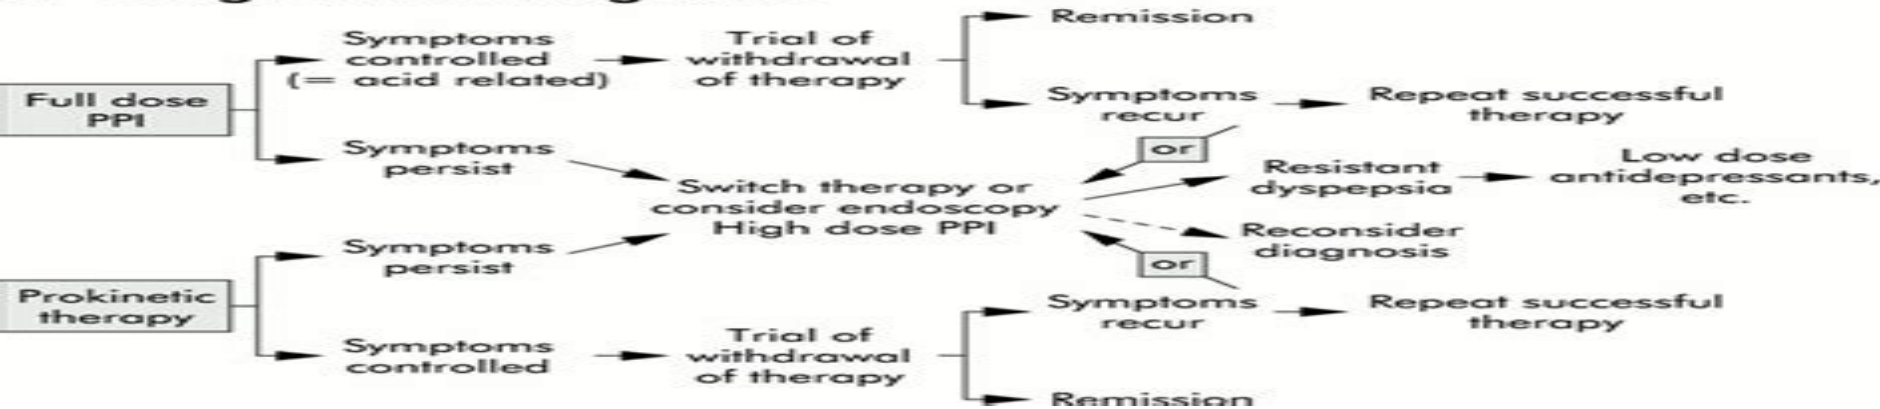 Full dose
PPI
Symptoms
controlled
(= acid related)
Symptoms
persist
Trial of
withdrawal
of therapy
Remission
Symptoms
recur
Repeat successful
therapy
or
Switch therapy or
consider endoscopy
High dose PPI
Resistant
dyspepsia
Low dose
antidepressants,
etc.
Reconsider
diagnosis
or
Prokinetic
therapy
Symptoms
persist
Symptoms
controlled
Trial of
withdrawal
of therapy
Symptoms
recur
Repeat successful
therapy
Remission